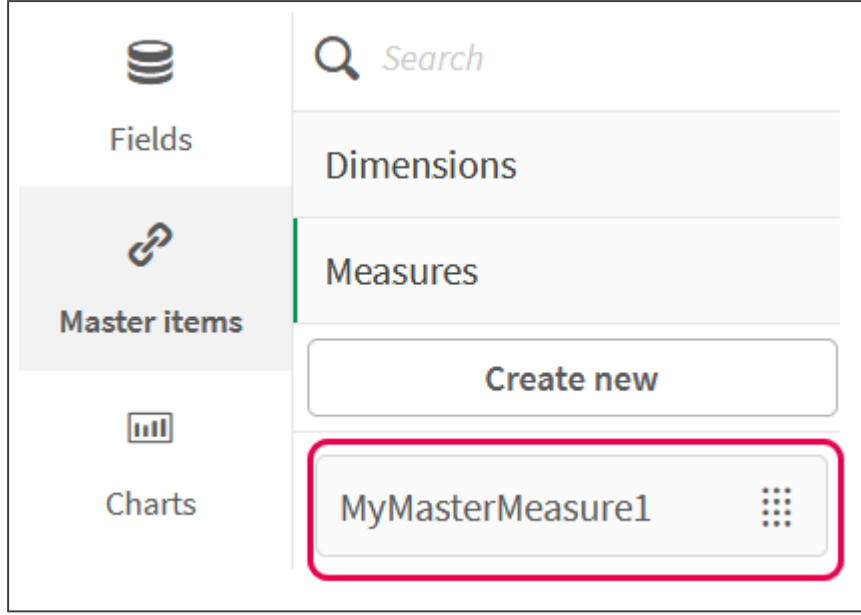 Fields
Master items
Charts
Search
Dimensions
Measures
Create new
MyMasterMeasure1